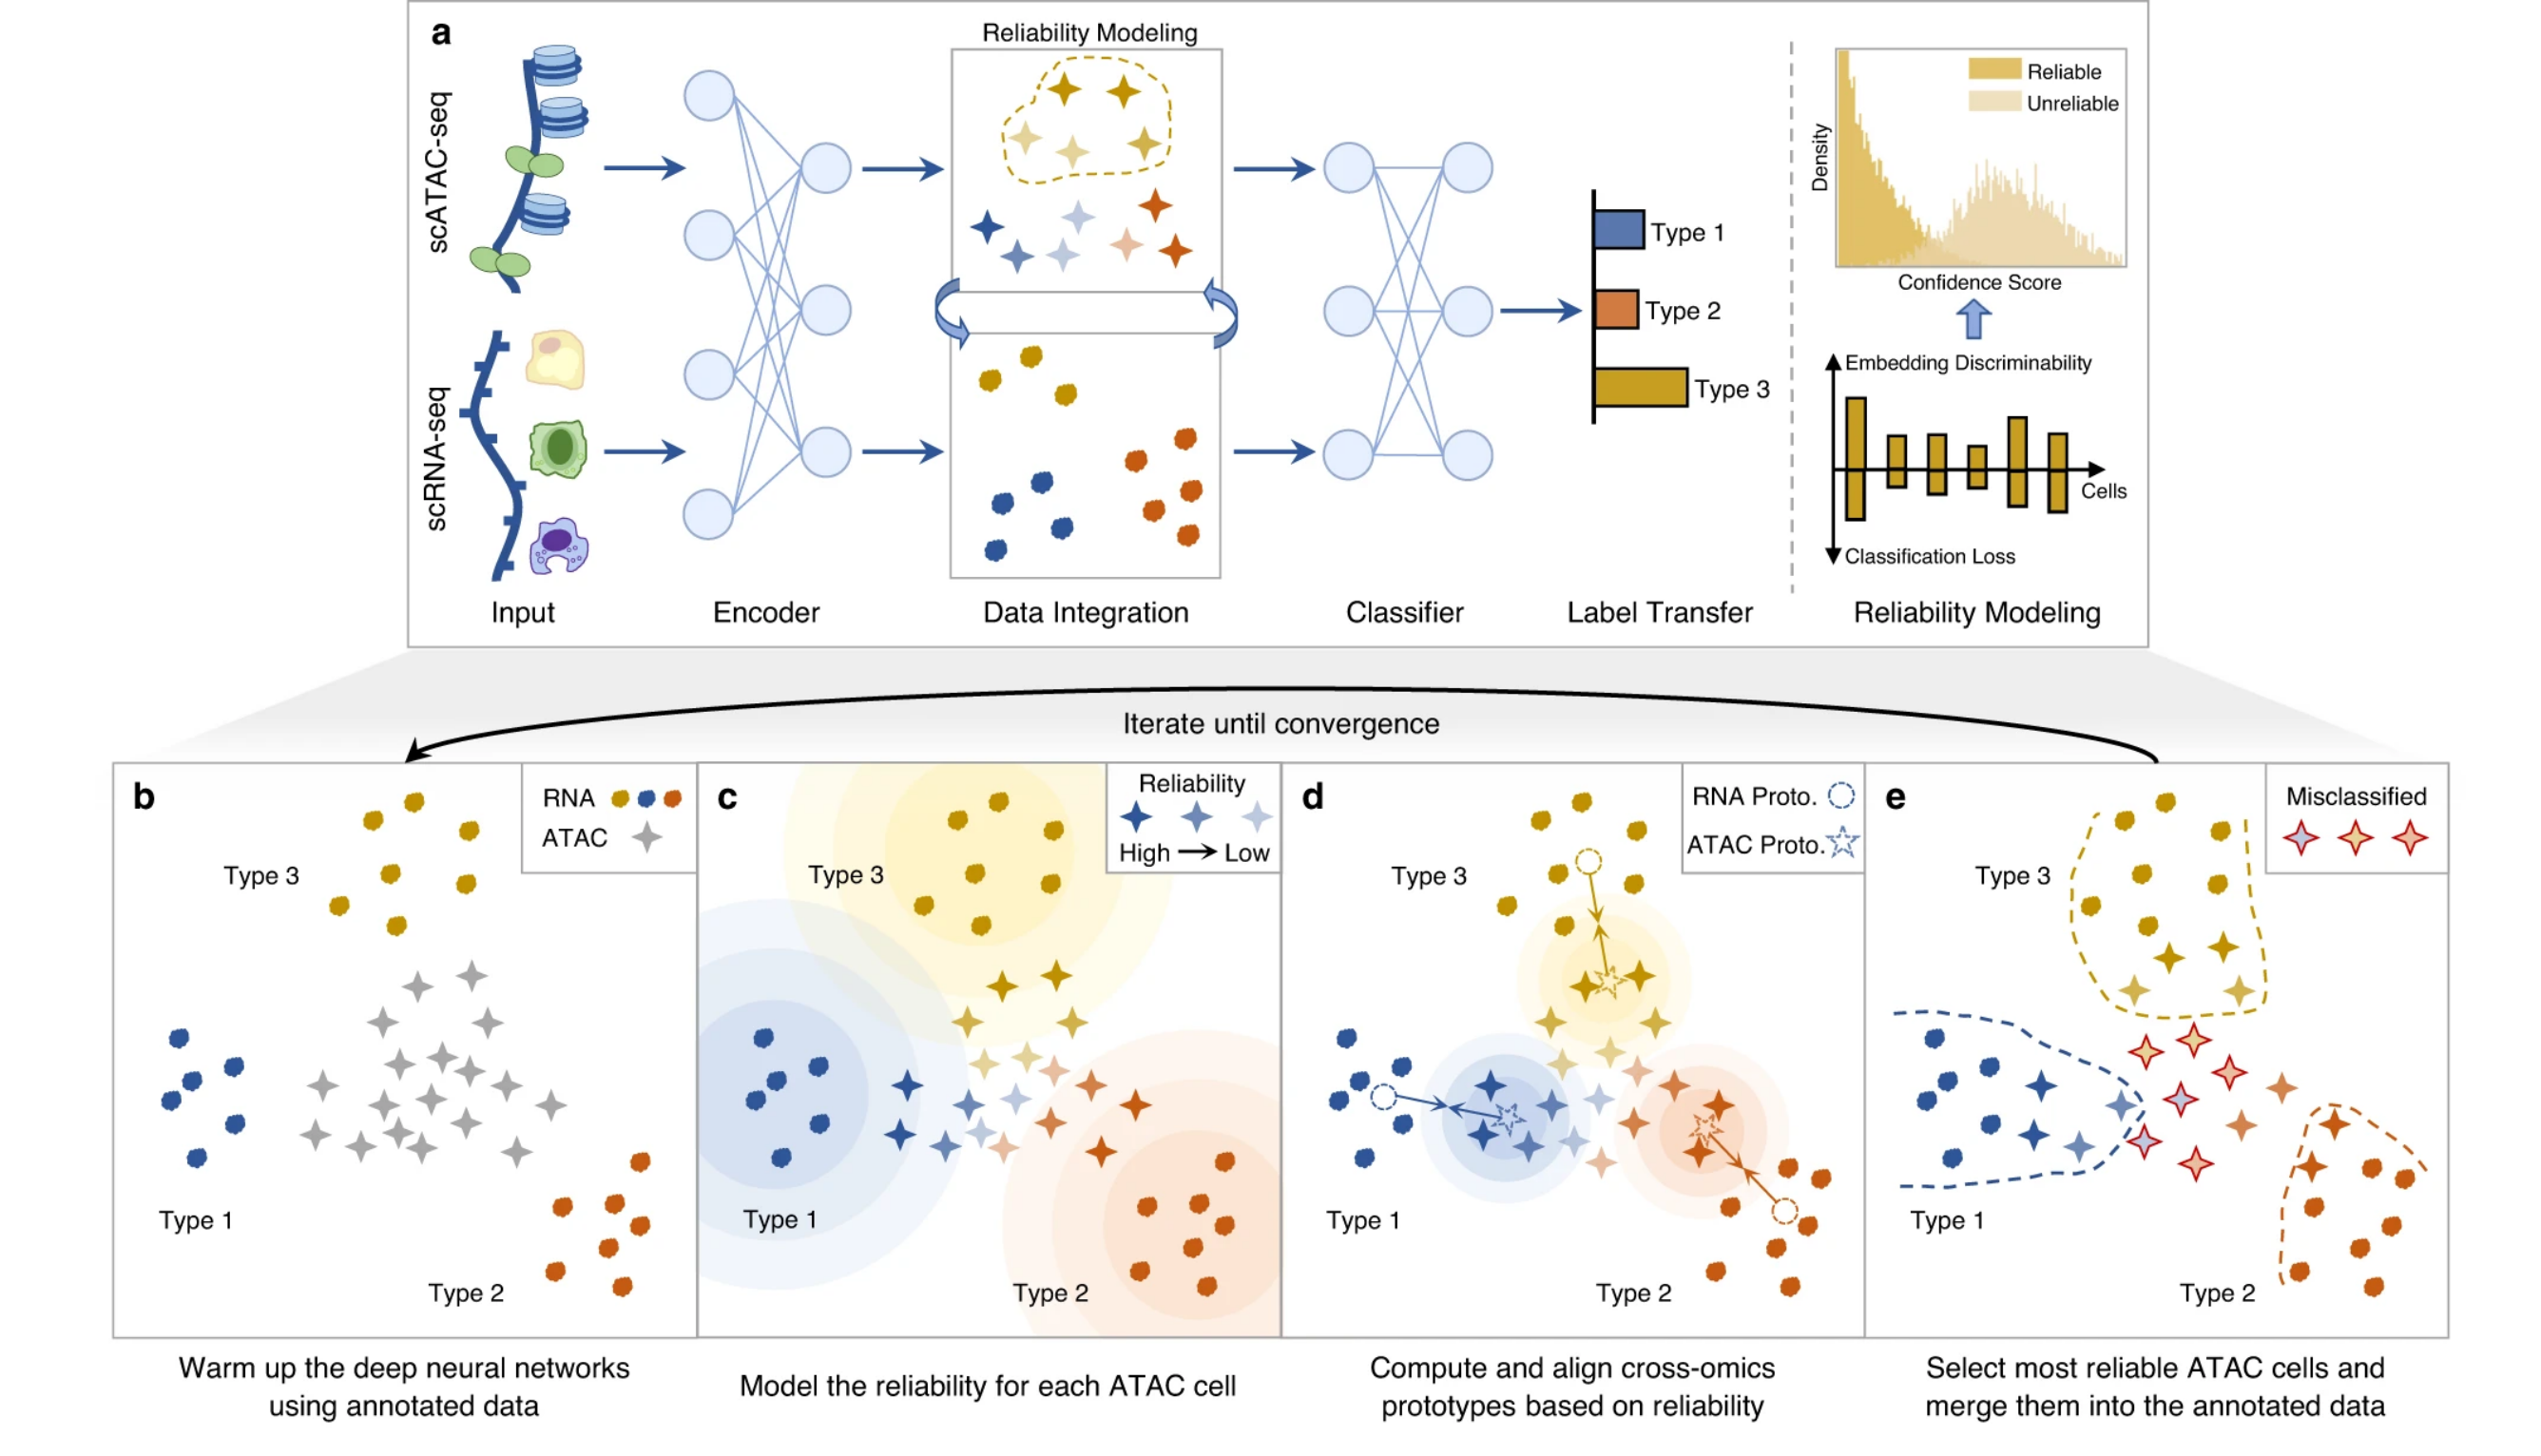 a
Reliability Modeling
scATAC-seq
scRNA-seq
Type 1
Type 2
Type 3
Reliable
Unreliable
Density
Confidence Score
Embedding Discriminability
Cells
Classification Loss
Input
Encoder
Data Integration
Classifier
Label Transfer
Reliability Modeling
Iterate until convergence
b
RNA
ATAC
Type 3
Type 1
Type 2
Warm up the deep neural networks
using annotated data
c
Reliability
High
Low
Type 3
Type 1
Type 2
Model the reliability for each ATAC cell
d
RNA Proto.
ATAC Proto.
Type 3
Type 1
Type 2
Compute and align cross-omics
prototypes based on reliability
e
Misclassified
Type 3
Type 1
Type 2
Select most reliable ATAC cells and
merge them into the annotated data